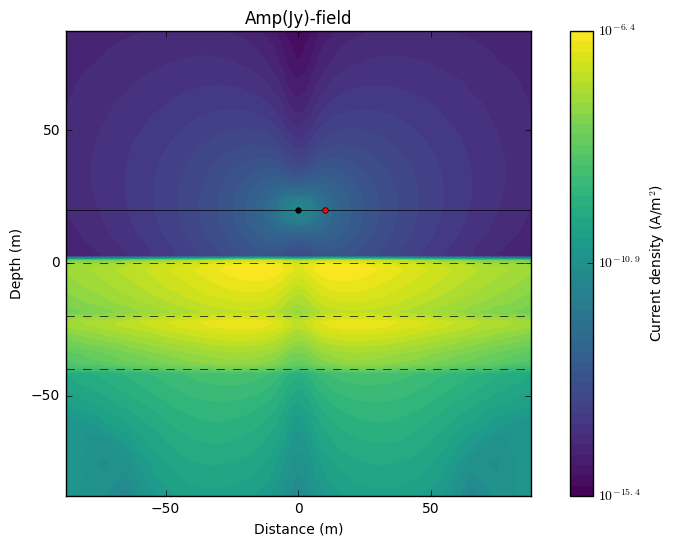 Amp(Jy)-field
10^{-6.4}
50
0
−50
10^{-10.9}
10^{-15.4}
Depth (m)
Current density (A/m^2)
−50
0
50
Distance (m)